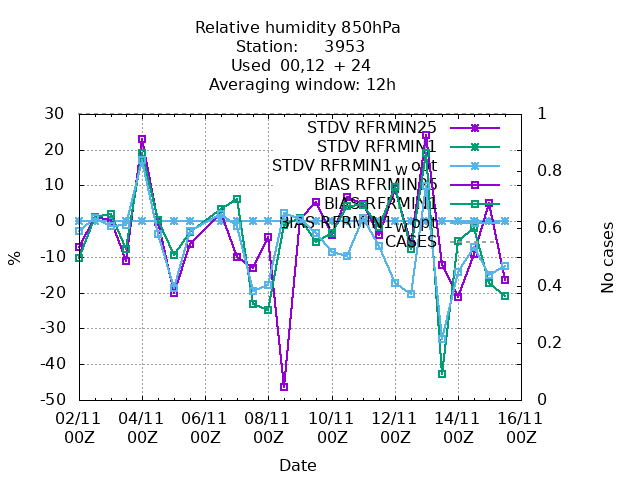 Relative humidity 850hPa
Station: 3953
Used 00,12 + 24
Averaging window: 12h
30
20
10
0
-10
-20
-30
-40
-50
%
1
0.8
0.6
0.4
0.2
0
No cases
STDV RFRMIN25
STDV RFRMIN1
STDV RFRMIN1wopt
BIAS RFRMIN25
BIAS RFRMIN1
BIAS RFRMIN1wopt
CASES
02/11 04/11 06/11 08/11 10/11 12/11 14/11 16/11
00Z 00Z 00Z 00Z 00Z 00Z 00Z 00Z
Date